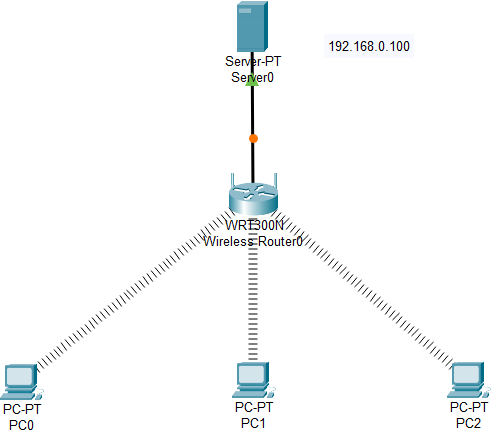 192.168.0.100
Server-PT
Server0
WRT300N
Wireless Router0
PC-PT
PC0
PC-PT
PC1
PC-PT
PC2